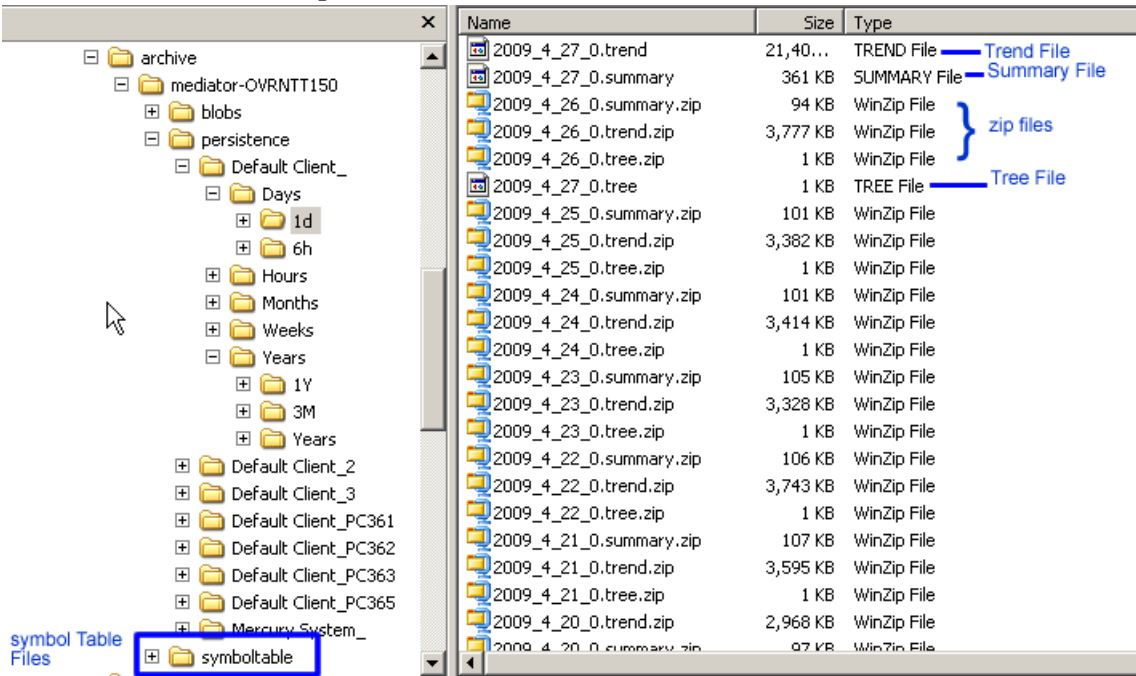 archive
mediator-OVRNTT150
blobs
persistence
Default Client_
Days
1d
6h
Hours
Months
Weeks
Years
1Y
3M
Years
Default Client_2
Default Client_3
Default Client_PC361
Default Client_PC362
Default Client_PC363
Default Client_PC365
Mercury System_
symboltable
symbol Table
Files
Name Size Type
2009_4_27_0.trend 21,40... TREND File Trend File
2009_4_27_0.summary 361 KB SUMMARY File Summary File
2009_4_26_0.summary.zip 94 KB WinZip File
2009_4_26_0.trend.zip 3,777 KB WinZip File zip files
2009_4_26_0.tree.zip 1 KB WinZip File
2009_4_27_0.tree 1 KB TREE File Tree File
2009_4_25_0.summary.zip 101 KB WinZip File
2009_4_25_0.trend.zip 3,382 KB WinZip File
2009_4_25_0.tree.zip 1 KB WinZip File
2009_4_24_0.summary.zip 101 KB WinZip File
2009_4_24_0.trend.zip 3,414 KB WinZip File
2009_4_24_0.tree.zip 1 KB WinZip File
2009_4_23_0.summary.zip 105 KB WinZip File
2009_4_23_0.trend.zip 3,328 KB WinZip File
2009_4_23_0.tree.zip 1 KB WinZip File
2009_4_22_0.summary.zip 106 KB WinZip File
2009_4_22_0.trend.zip 3,743 KB WinZip File
2009_4_22_0.tree.zip 1 KB WinZip File
2009_4_21_0.summary.zip 107 KB WinZip File
2009_4_21_0.trend.zip 3,595 KB WinZip File
2009_4_21_0.tree.zip 1 KB WinZip File
2009_4_20_0.trend.zip 2,968 KB WinZip File
2009_4_20_0.summary.zip 97 KB WinZip File